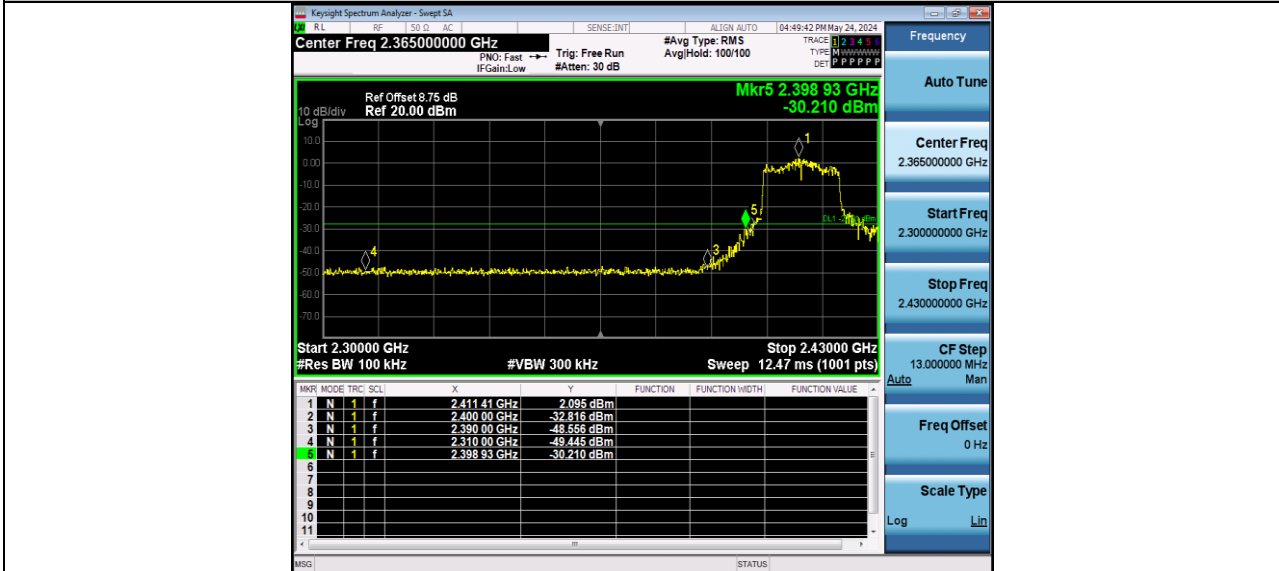 Keysight Spectrum Analyzer - Swept SA
RL RF 50 Ω AC SENSE:INT ALIGN AUTO 04:49:42 PM May 24, 2024
Center Freq 2.365000000 GHz #Avg Type: RMS TRACE 1 2 3 4 5 6
PNO: Fast Trig: Free Run Avg|Hold: 100/100 TYPE M WWWWW
IFGain:Low #Atten: 30 dB DET P P P P P P
Frequency
Auto Tune
Mkr5 2.398 93 GHz
-30.210 dBm
Ref Offset 8.75 dB
10 dB/div Ref 20.00 dBm
Log
10.0
0.00
-10.0
-20.0
-30.0
-40.0
-50.0
-60.0
-70.0
1
5
3
4
DL1 dBm
Start 2.30000 GHz Stop 2.43000 GHz
#Res BW 100 kHz #VBW 300 kHz Sweep 12.47 ms (1001 pts)
MKR MODE TRC SCL X Y FUNCTION FUNCTION WIDTH FUNCTION VALUE
1 N 1 f 2.411 41 GHz 2.095 dBm
2 N 1 f 2.400 00 GHz -32.816 dBm
3 N 1 f 2.390 00 GHz -48.556 dBm
4 N 1 f 2.310 00 GHz -49.445 dBm
5 N 1 f 2.398 93 GHz -30.210 dBm
6
7
8
9
10
11
Center Freq
2.365000000 GHz
Start Freq
2.300000000 GHz
Stop Freq
2.430000000 GHz
CF Step
13.000000 MHz
Auto Man
Freq Offset
0 Hz
Scale Type
Log Lin
MSG STATUS